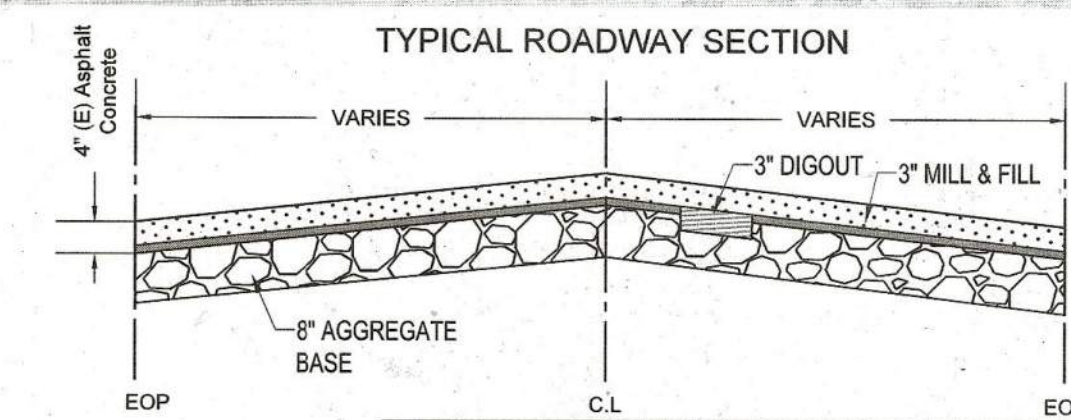 TYPICAL ROADWAY SECTION
4" (E) Asphalt
Concrete
VARIES
VARIES
3" DIGOUT
3" MILL & FILL
8" AGGREGATE
BASE
EOP
C.L
EO